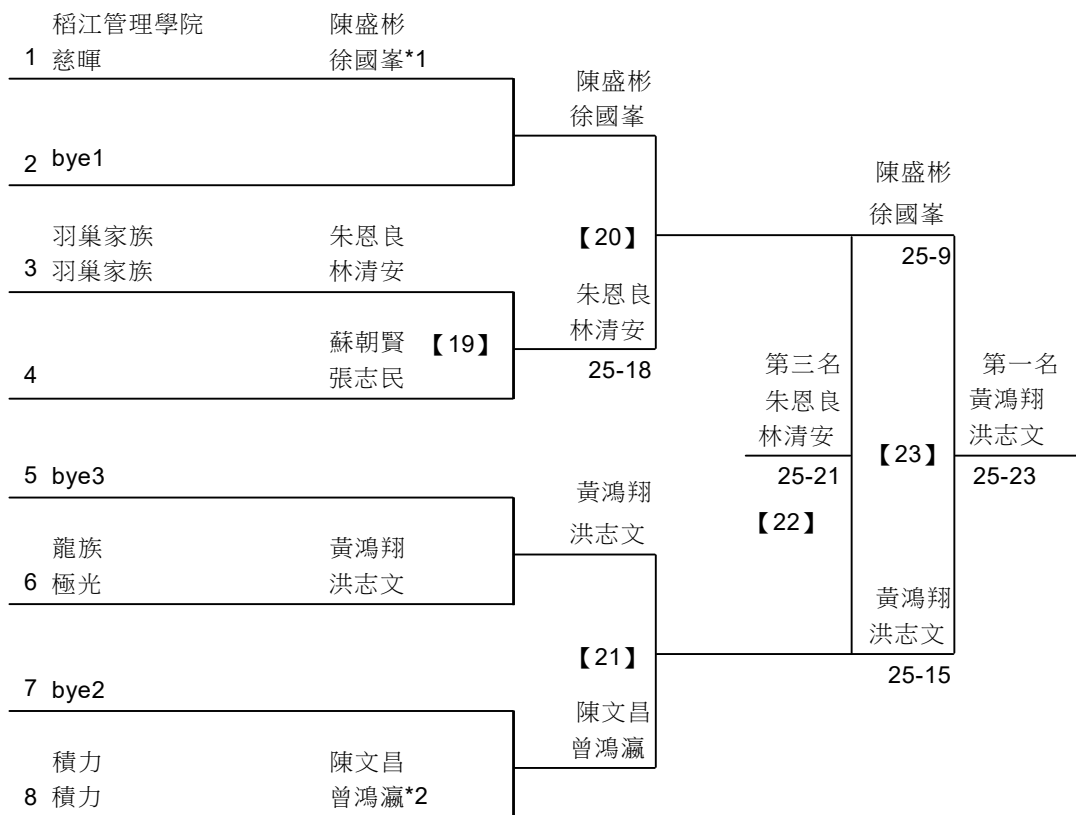 稻江管理學院 陳盛彬
1 慈暉 徐國峯*1
陳盛彬
徐國峯
2 bye1
陳盛彬
徐國峯
羽巢家族 朱恩良
【20】
3 羽巢家族 林清安
25-9
朱恩良
林清安
蘇朝賢 【19】
4 張志民
25-18
第三名 第一名
朱恩良 黃鴻翔
林清安 洪志文
【23】
5 bye3
25-21 25-23
黃鴻翔
洪志文
【22】
龍族 黃鴻翔
6 極光 洪志文
黃鴻翔
洪志文
【21】
25-15
7 bye2
陳文昌
曾鴻瀛
積力 陳文昌
8 積力 曾鴻瀛*2